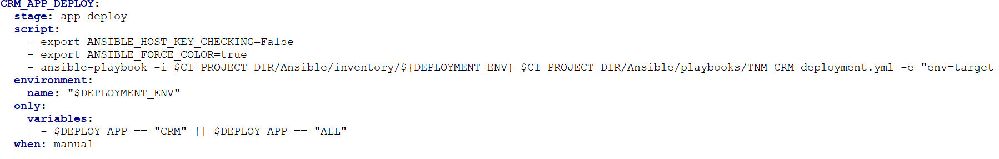 CRM_APP_DEPLOY:
stage: app_deploy
script:
- export ANSIBLE_HOST_KEY_CHECKING=False
- export ANSIBLE_FORCE_COLOR=true
- ansible-playbook -i $CI_PROJECT_DIR/Ansible/inventory/${DEPLOYMENT_ENV} $CI_PROJECT_DIR/Ansible/playbooks/TNM_CRM_deployment.yml -e "env=target_
environment:
name: "$DEPLOYMENT_ENV"
only:
variables:
- $DEPLOY_APP == "CRM" || $DEPLOY_APP == "ALL"
when: manual